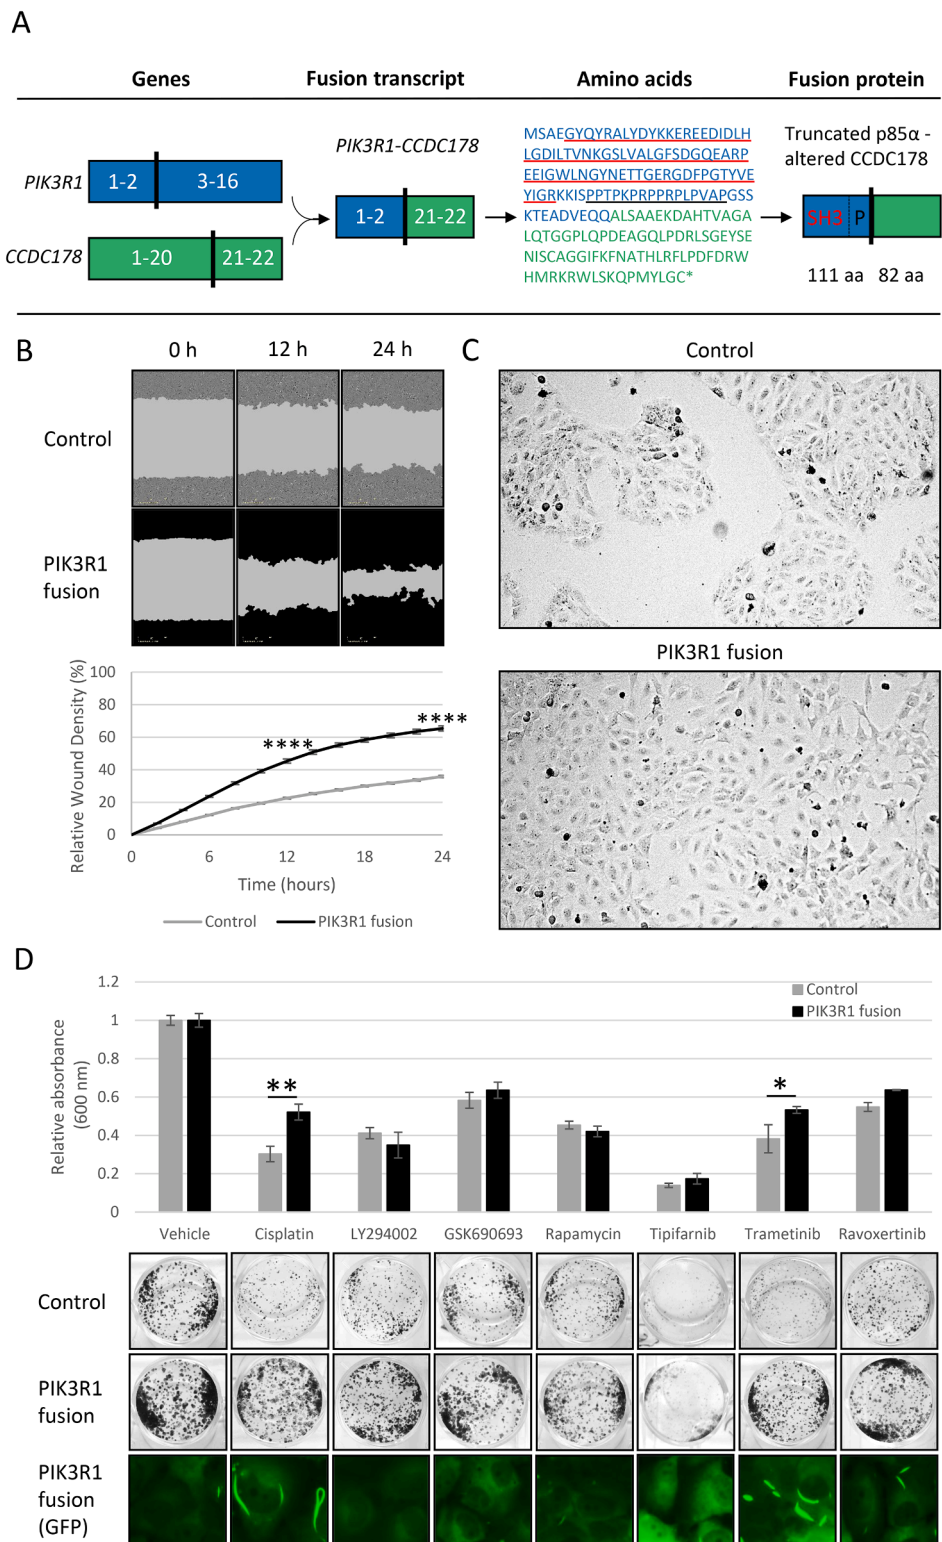 A
Genes
Fusion transcript
Amino acids
Fusion protein
PIK3R1
1-2
3-16
CCDC178
1-20
21-22
PIK3R1-CCDC178
1-2
21-22
MSAEGYQYRALYDYKKEREEDIDLH
LGDILTVNKGSLVALGFSDGQEARP
EEIGWLNGYNETTGERGDFPGTYVE
YIGRKKISPPTPKPRPPRPLPVAPGSS
KTEADVEQQALSAAEKDAHTVAGA
LQTGGPLQPDEAGQLPDRLSGEYSE
NISCAGGIFKFNATHLRFLPDFDRW
HMRKRWLSKQPMYLGC*
Truncated p85α -
altered CCDC178
SH3
P
111 aa
82 aa
B
0 h
12 h
24 h
Control
PIK3R1
fusion
Relative Wound Density (%)
100
80
60
40
20
0
****
****
0
6
12
18
24
Time (hours)
Control
PIK3R1 fusion
C
Control
PIK3R1 fusion
D
Relative absorbance
(600 nm)
1.2
1
0.8
0.6
0.4
0.2
0
**
*
Control
PIK3R1 fusion
Vehicle
Cisplatin
LY294002
GSK690693
Rapamycin
Tipifarnib
Trametinib
Ravoxertinib
Control
PIK3R1
fusion
PIK3R1
fusion
(GFP)